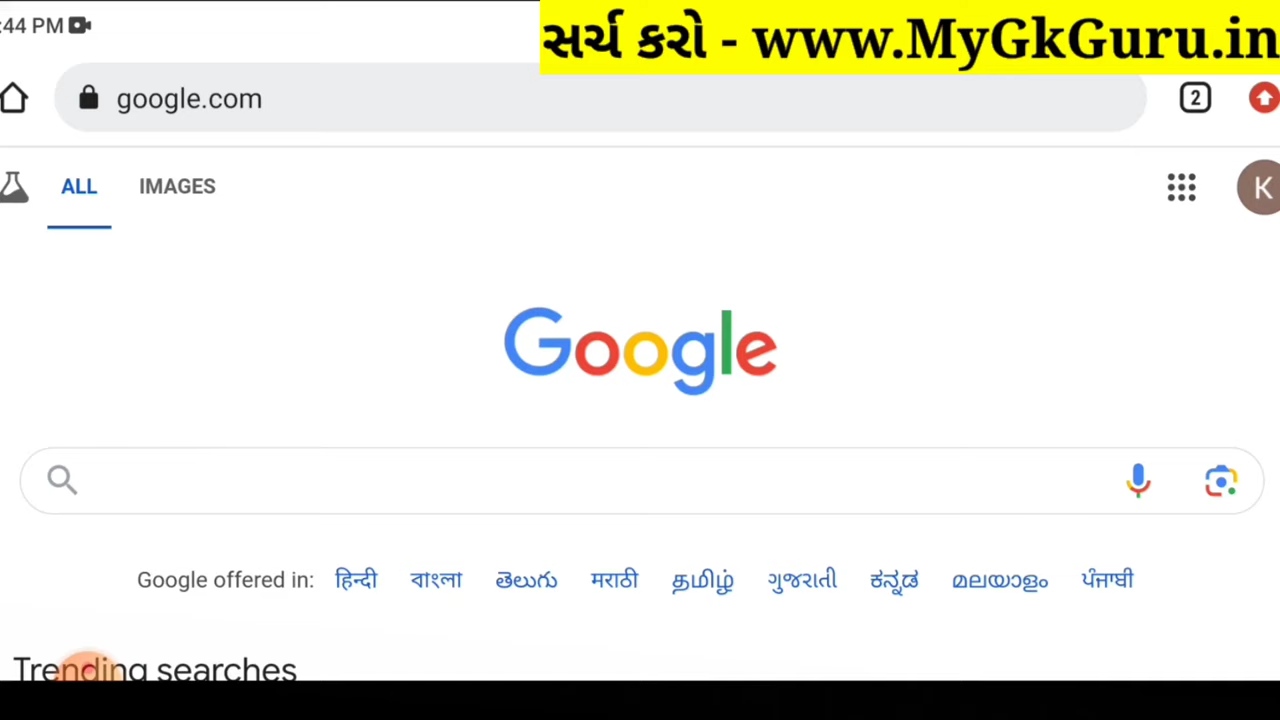 :44 PM
સર્ચ કરો - www.MyGkGuru.in
google.com
2
ALL IMAGES
K
Google
Google offered in: हिन्दी বাংলা తెలుగు मराठी தமிழ் ગુજરાતી ಕನ್ನಡ മലയാളം ਪੰਜਾਬੀ
Trending searches